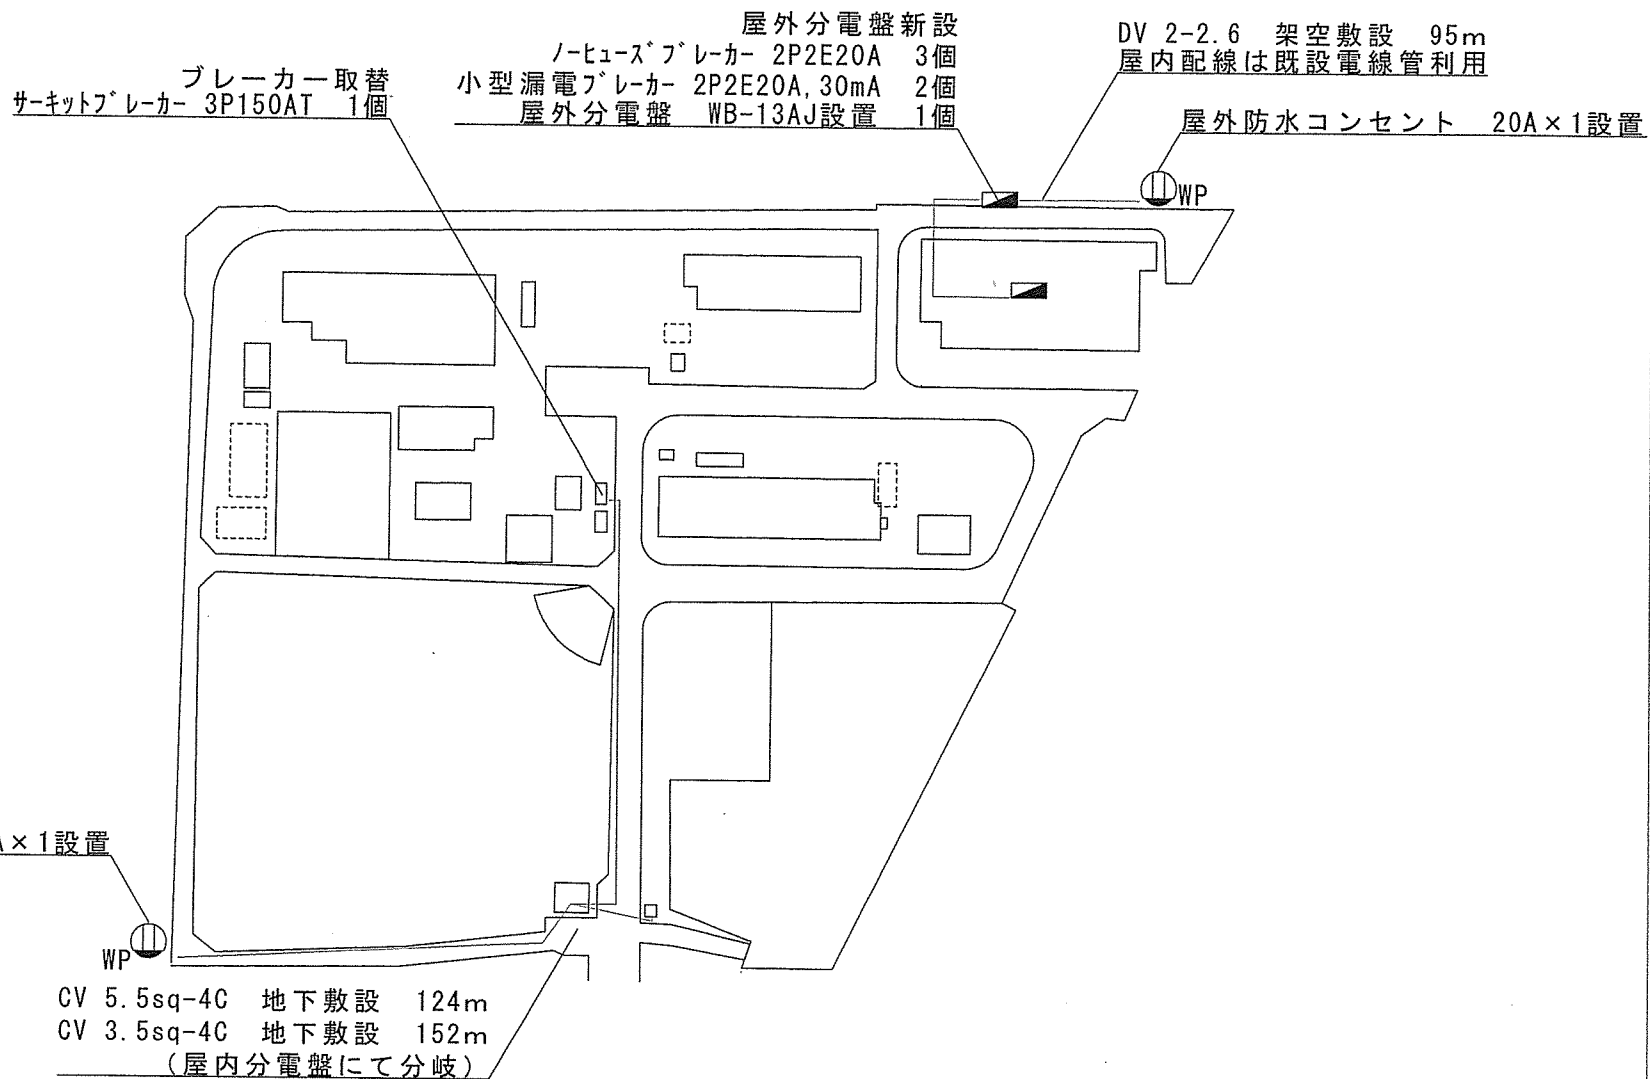 屋外分電盤新設
ノーヒューズブレーカー 2P2E20A 3個
小型漏電ブレーカー 2P2E20A,30mA 2個
屋外分電盤 WB-13AJ設置 1個
DV 2-2.6 架空敷設 95m
屋内配線は既設電線管利用
ブレーカー取替
サーキットブレーカー 3P150AT 1個
屋外防水コンセント 20A×1設置
WP
A×1設置
WP
CV 5.5sq-4C 地下敷設 124m
CV 3.5sq-4C 地下敷設 152m
(屋内分電盤にて分岐)